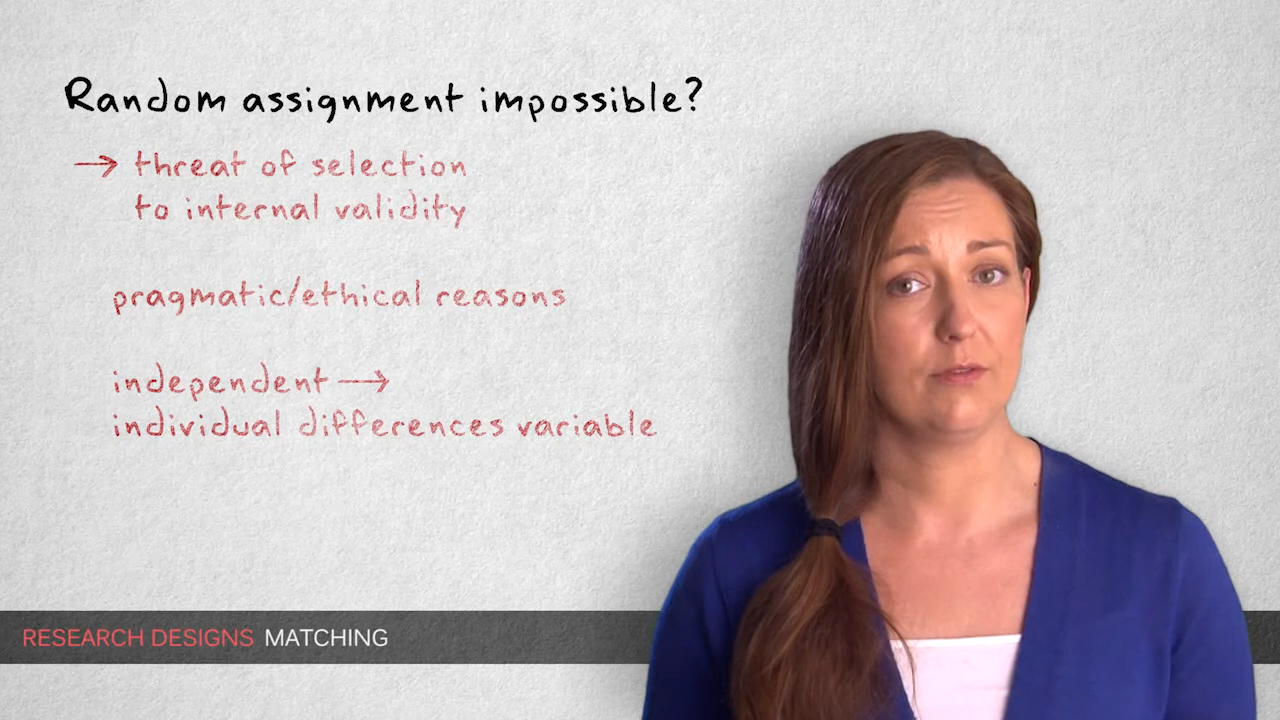 Random assignment impossible?
→ threat of selection
to internal validity
pragmatic/ethical reasons
independent →
individual differences variable
RESEARCH DESIGNS MATCHING